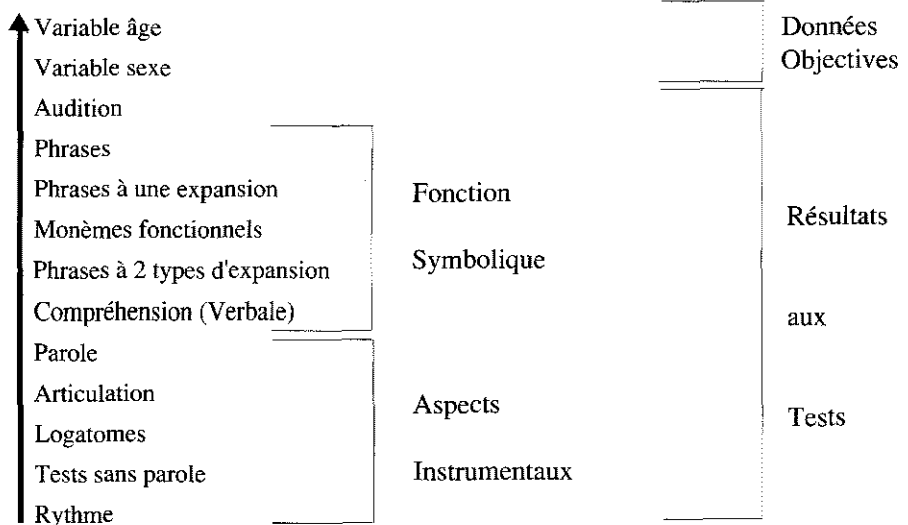 Variable âge
Variable sexe
Audition
Phrases
Phrases à une expansion
Monèmes fonctionnels
Phrases à 2 types d'expansion
Compréhension (Verbale)
Parole
Articulation
Logatomes
Tests sans parole
Rythme
Fonction
Symbolique
Aspects
Instrumentaux
Données
Objectives
Résultats
aux
Tests